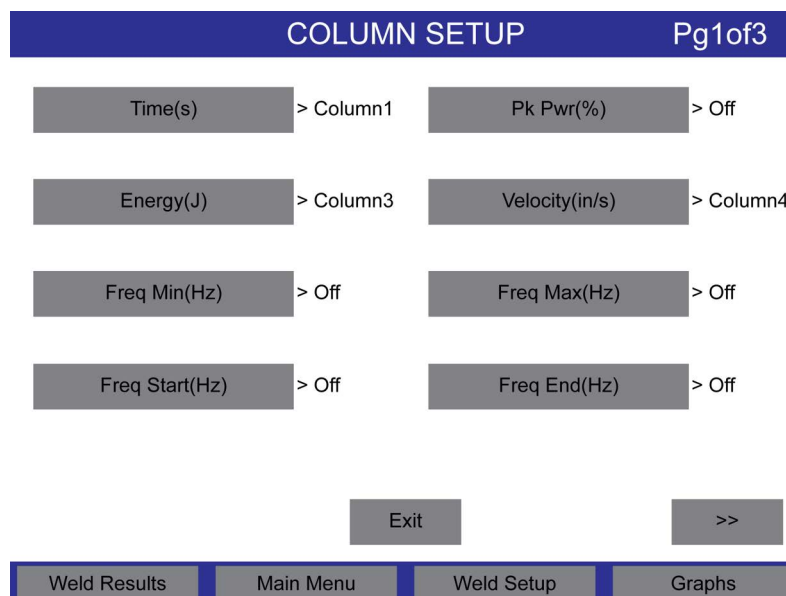 COLUMN SETUP Pg1of3
Time(s) > Column1 Pk Pwr(%) > Off
Energy(J) > Column3 Velocity(in/s) > Column4
Freq Min(Hz) > Off Freq Max(Hz) > Off
Freq Start(Hz) > Off Freq End(Hz) > Off
Exit >>
Weld Results Main Menu Weld Setup Graphs